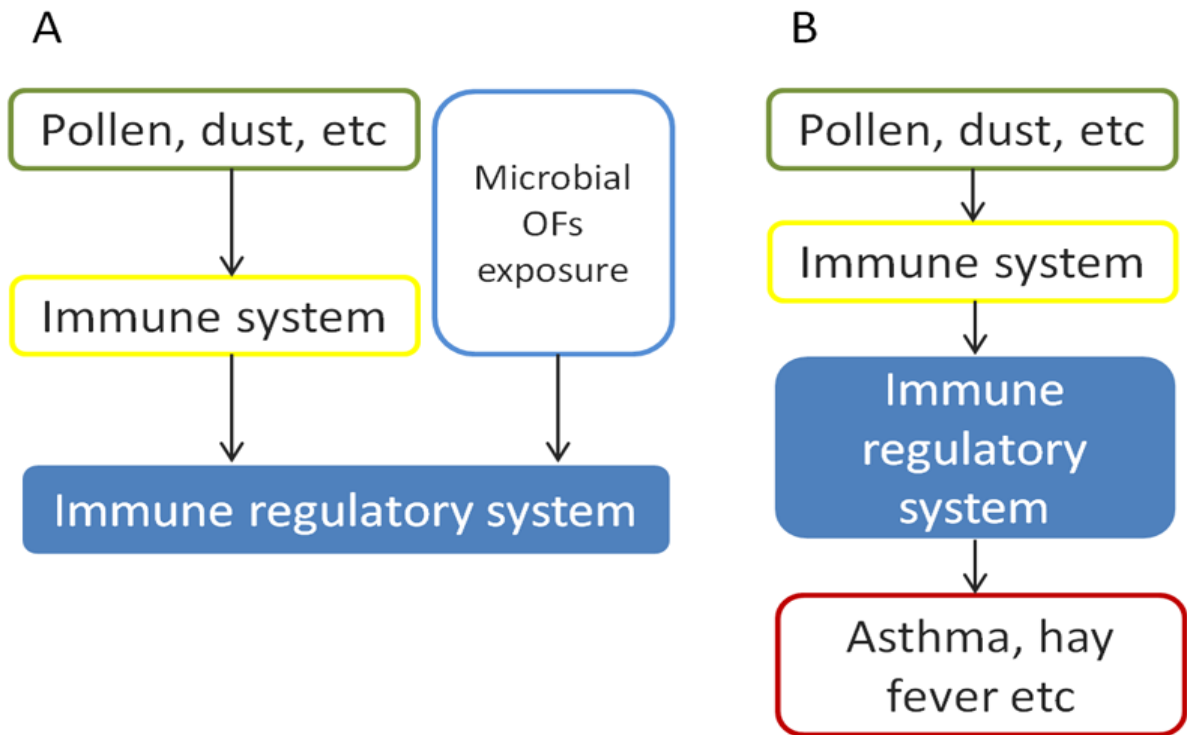 A
Pollen, dust, etc
Microbial
OFs
exposure
Immune system
Immune regulatory system
B
Pollen, dust, etc
Immune system
Immune
regulatory
system
Asthma, hay
fever etc